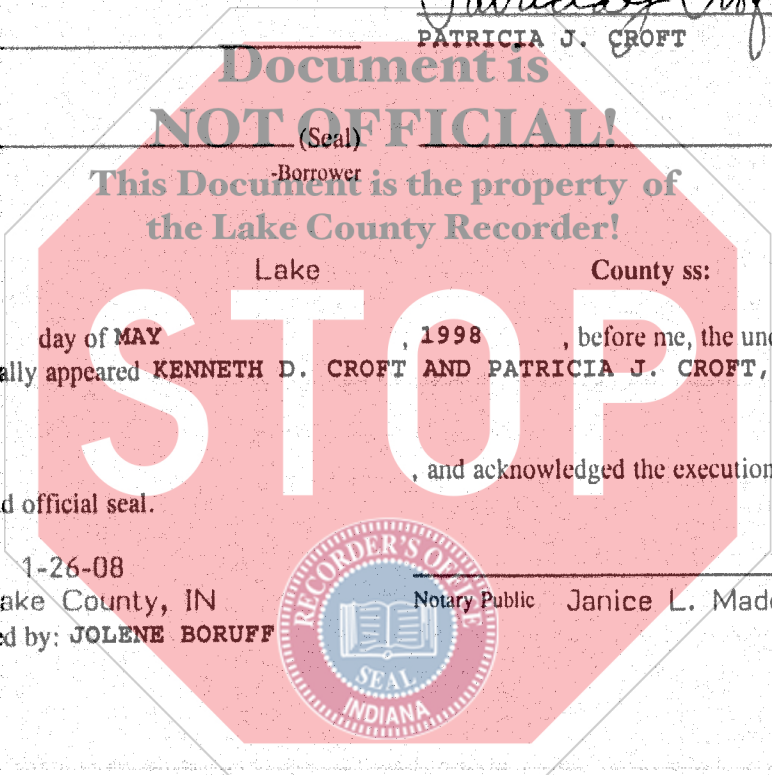 PATRICIA J. CROFT
Document is
NOT OFFICIAL!
(Seal)
-Borrower
This Document is the property of
the Lake County Recorder!
Lake County ss:
STOP
day of MAY , 1998 , before me, the und
ally appeared KENNETH D. CROFT AND PATRICIA J. CROFT,
, and acknowledged the execution
d official seal.
1-26-08
ake County, IN
Notary Public Janice L. Mad
ed by: JOLENE BORUFF
RECORDER'S OFFICE
SEAL
INDIANA